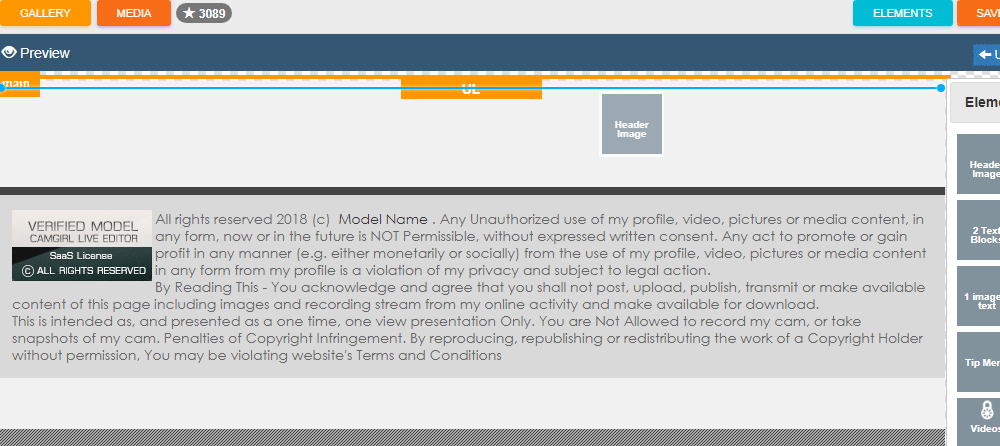 GALLERY MEDIA ★ 3089 ELEMENTS SAV
Preview
main UL
Header
Image
VERIFIED MODEL
CAMGIRL LIVE EDITOR
SaaS License
© ALL RIGHTS RESERVED
All rights reserved 2018 (c) Model Name . Any Unauthorized use of my profile, video, pictures or media content, in
any form, now or in the future is NOT Permissible, without expressed written consent. Any act to promote or gain
profit in any manner (e.g. either monetarily or socially) from the use of my profile, video, pictures or media content
in any form from my profile is a violation of my privacy and subject to legal action.
By Reading This - You acknowledge and agree that you shall not post, upload, publish, transmit or make available
content of this page including images and recording stream from my online activity and make available for download.
This is intended as, and presented as a one time, one view presentation Only. You are Not Allowed to record my cam, or take
snapshots of my cam. Penalties of Copyright Infringement. By reproducing, republishing or redistributing the work of a Copyright Holder
without permission, You may be violating website's Terms and Conditions
Eleme
Heade
Image
2 Text
Blocks
1 image
text
Tip Men
Videos